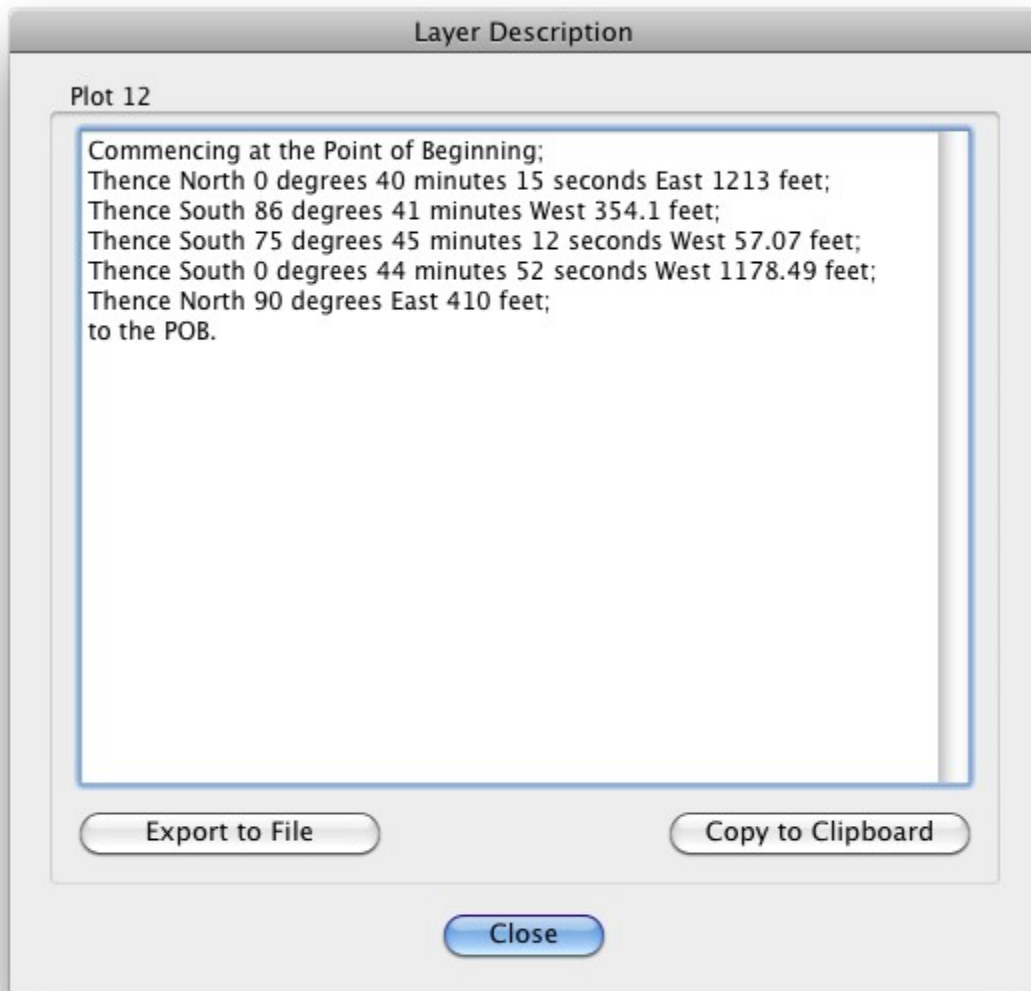 Layer Description
Plot 12
Commencing at the Point of Beginning;
Thence North 0 degrees 40 minutes 15 seconds East 1213 feet;
Thence South 86 degrees 41 minutes West 354.1 feet;
Thence South 75 degrees 45 minutes 12 seconds West 57.07 feet;
Thence South 0 degrees 44 minutes 52 seconds West 1178.49 feet;
Thence North 90 degrees East 410 feet;
to the POB.
Export to File
Copy to Clipboard
Close